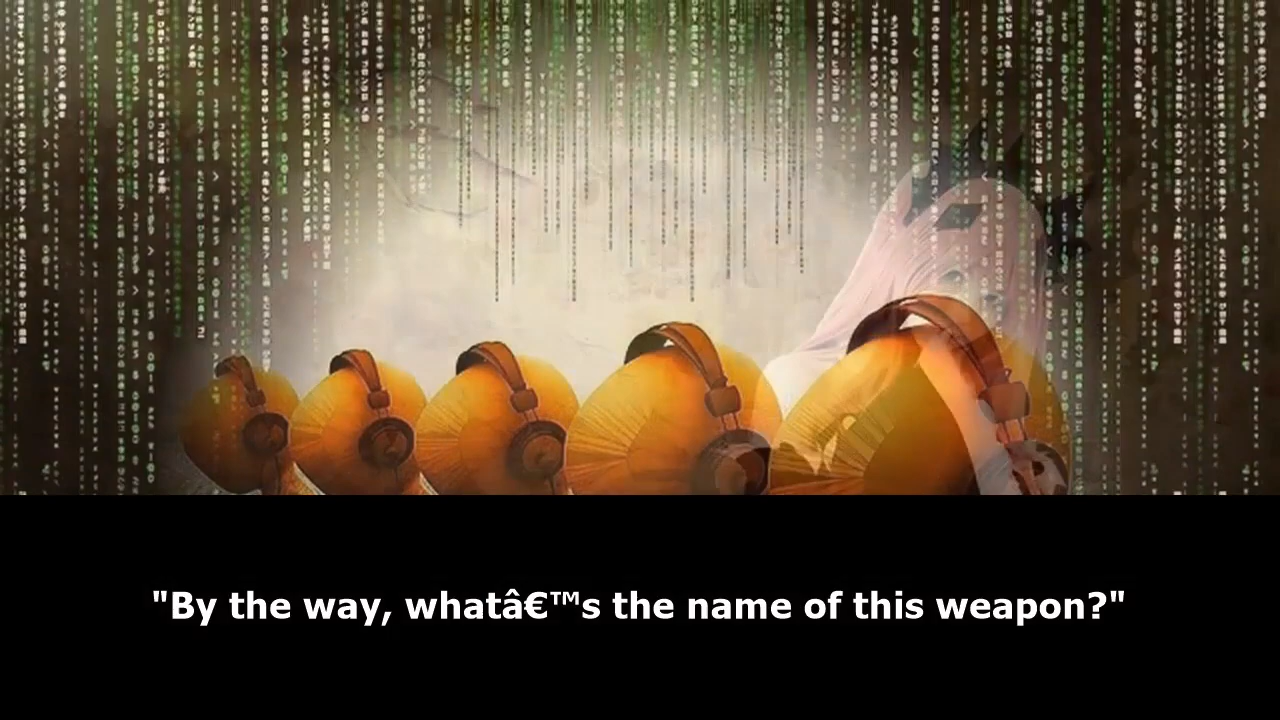 "By the way, whatâ€™s the name of this weapon?"